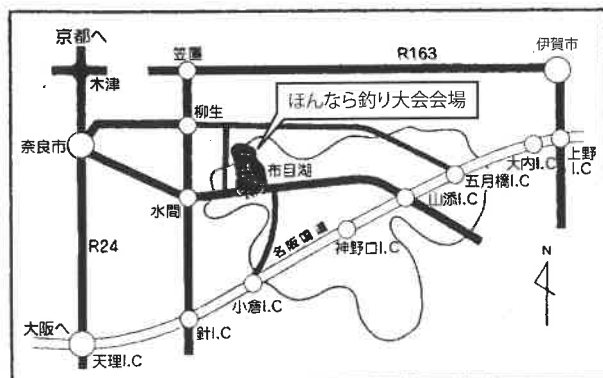 京都へ
木津
笠置
R163
伊賀市
ほんなら釣り大会会場
柳生
奈良市
布目湖
大内I.C
上野I.C
五月橋I.C
水間
山添I.C
名阪国道
神野口I.C
R24
N
小倉I.C
大阪へ
針I.C
天理I.C